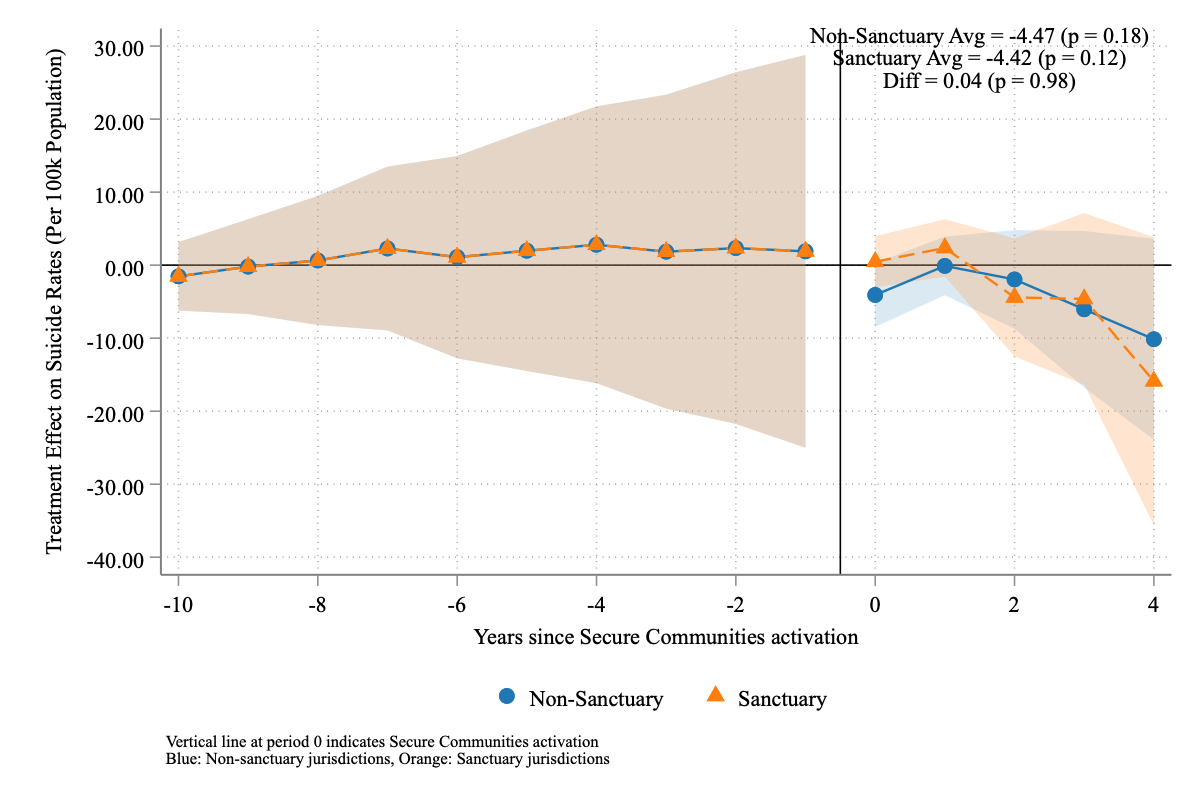 Non-Sanctuary Avg = -4.47 (p = 0.18)
Sanctuary Avg = -4.42 (p = 0.12)
Diff = 0.04 (p = 0.98)
Treatment Effect on Suicide Rates (Per 100k Population)
30.00
20.00
10.00
0.00
-10.00
-20.00
-30.00
-40.00
-10 -8 -6 -4 -2 0 2 4
Years since Secure Communities activation
Non-Sanctuary Sanctuary
Vertical line at period 0 indicates Secure Communities activation
Blue: Non-sanctuary jurisdictions, Orange: Sanctuary jurisdictions